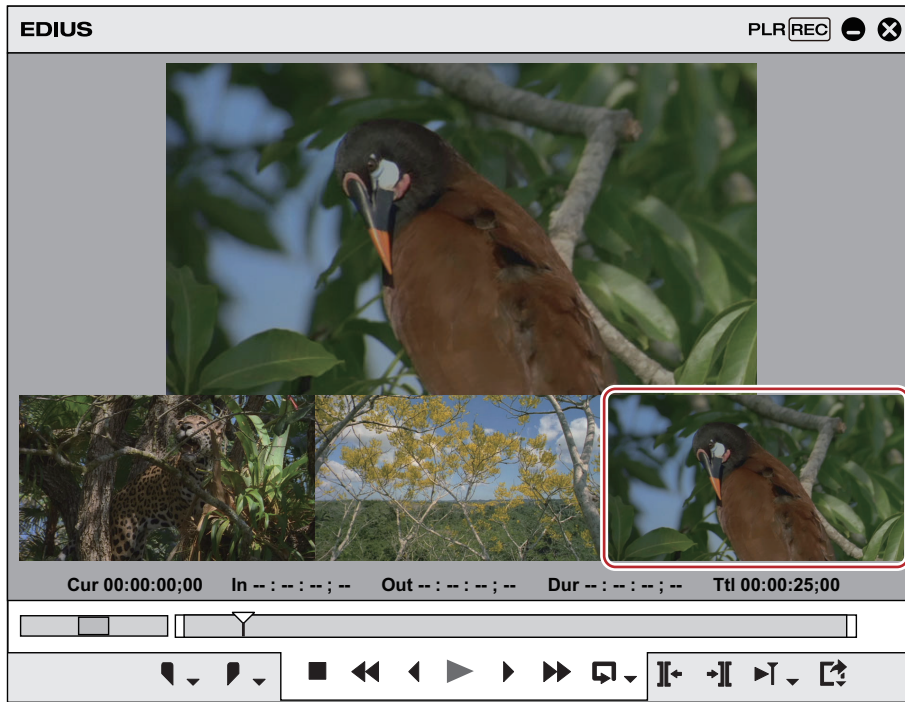 EDIUS
PLR REC
Cur 00:00:00;00 In -- : -- : -- ; -- Out -- : -- : -- ; -- Dur -- : -- : -- ; -- Ttl 00:00:25;00